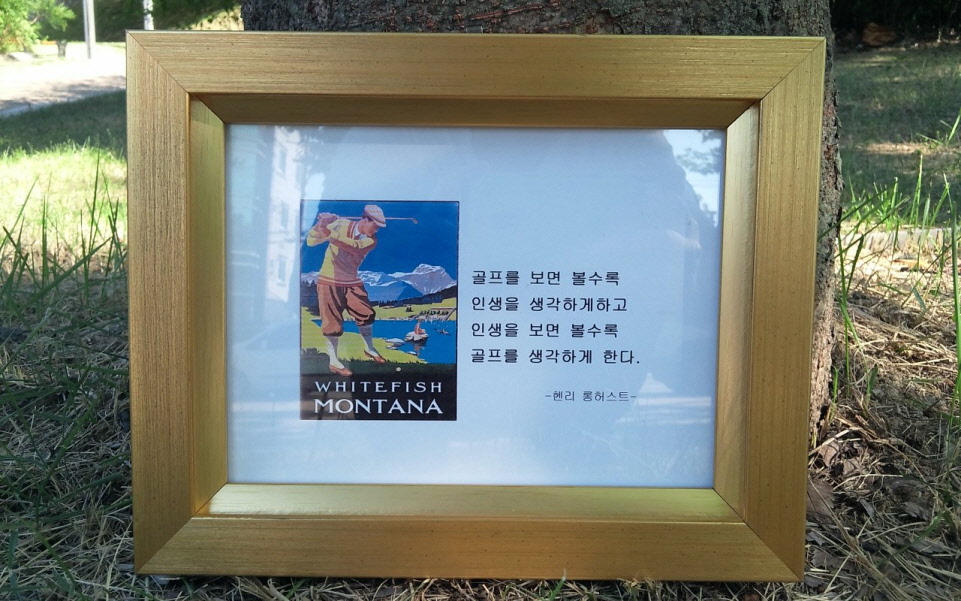 WHITEFISH
MONTANA
골프를 보면 볼수록
인생을 생각하게하고
인생을 보면 볼수록
골프를 생각하게 한다.
-헨리 롱허스트-